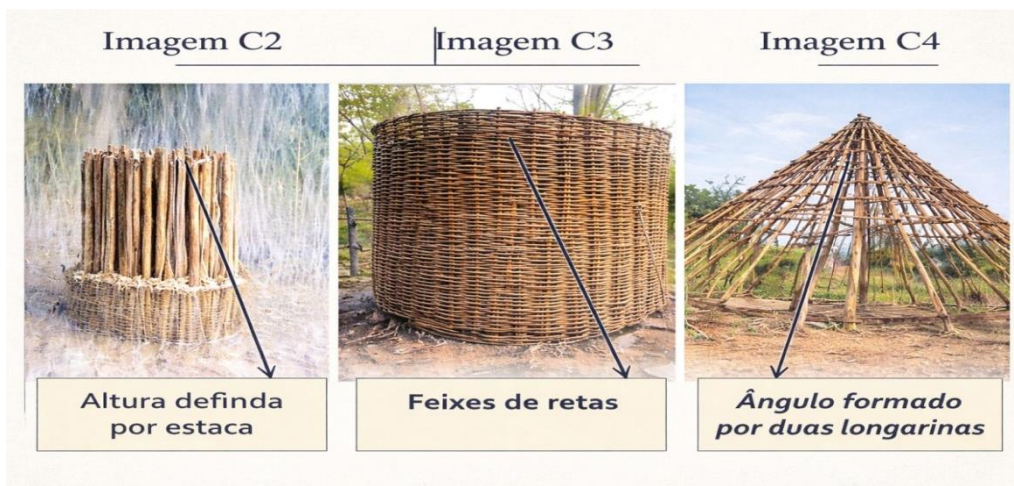 Imagem C2
Imagem C3
Imagem C4
Altura definda
por estaca
Feixes de retas
Ângulo formado
por duas longarinas